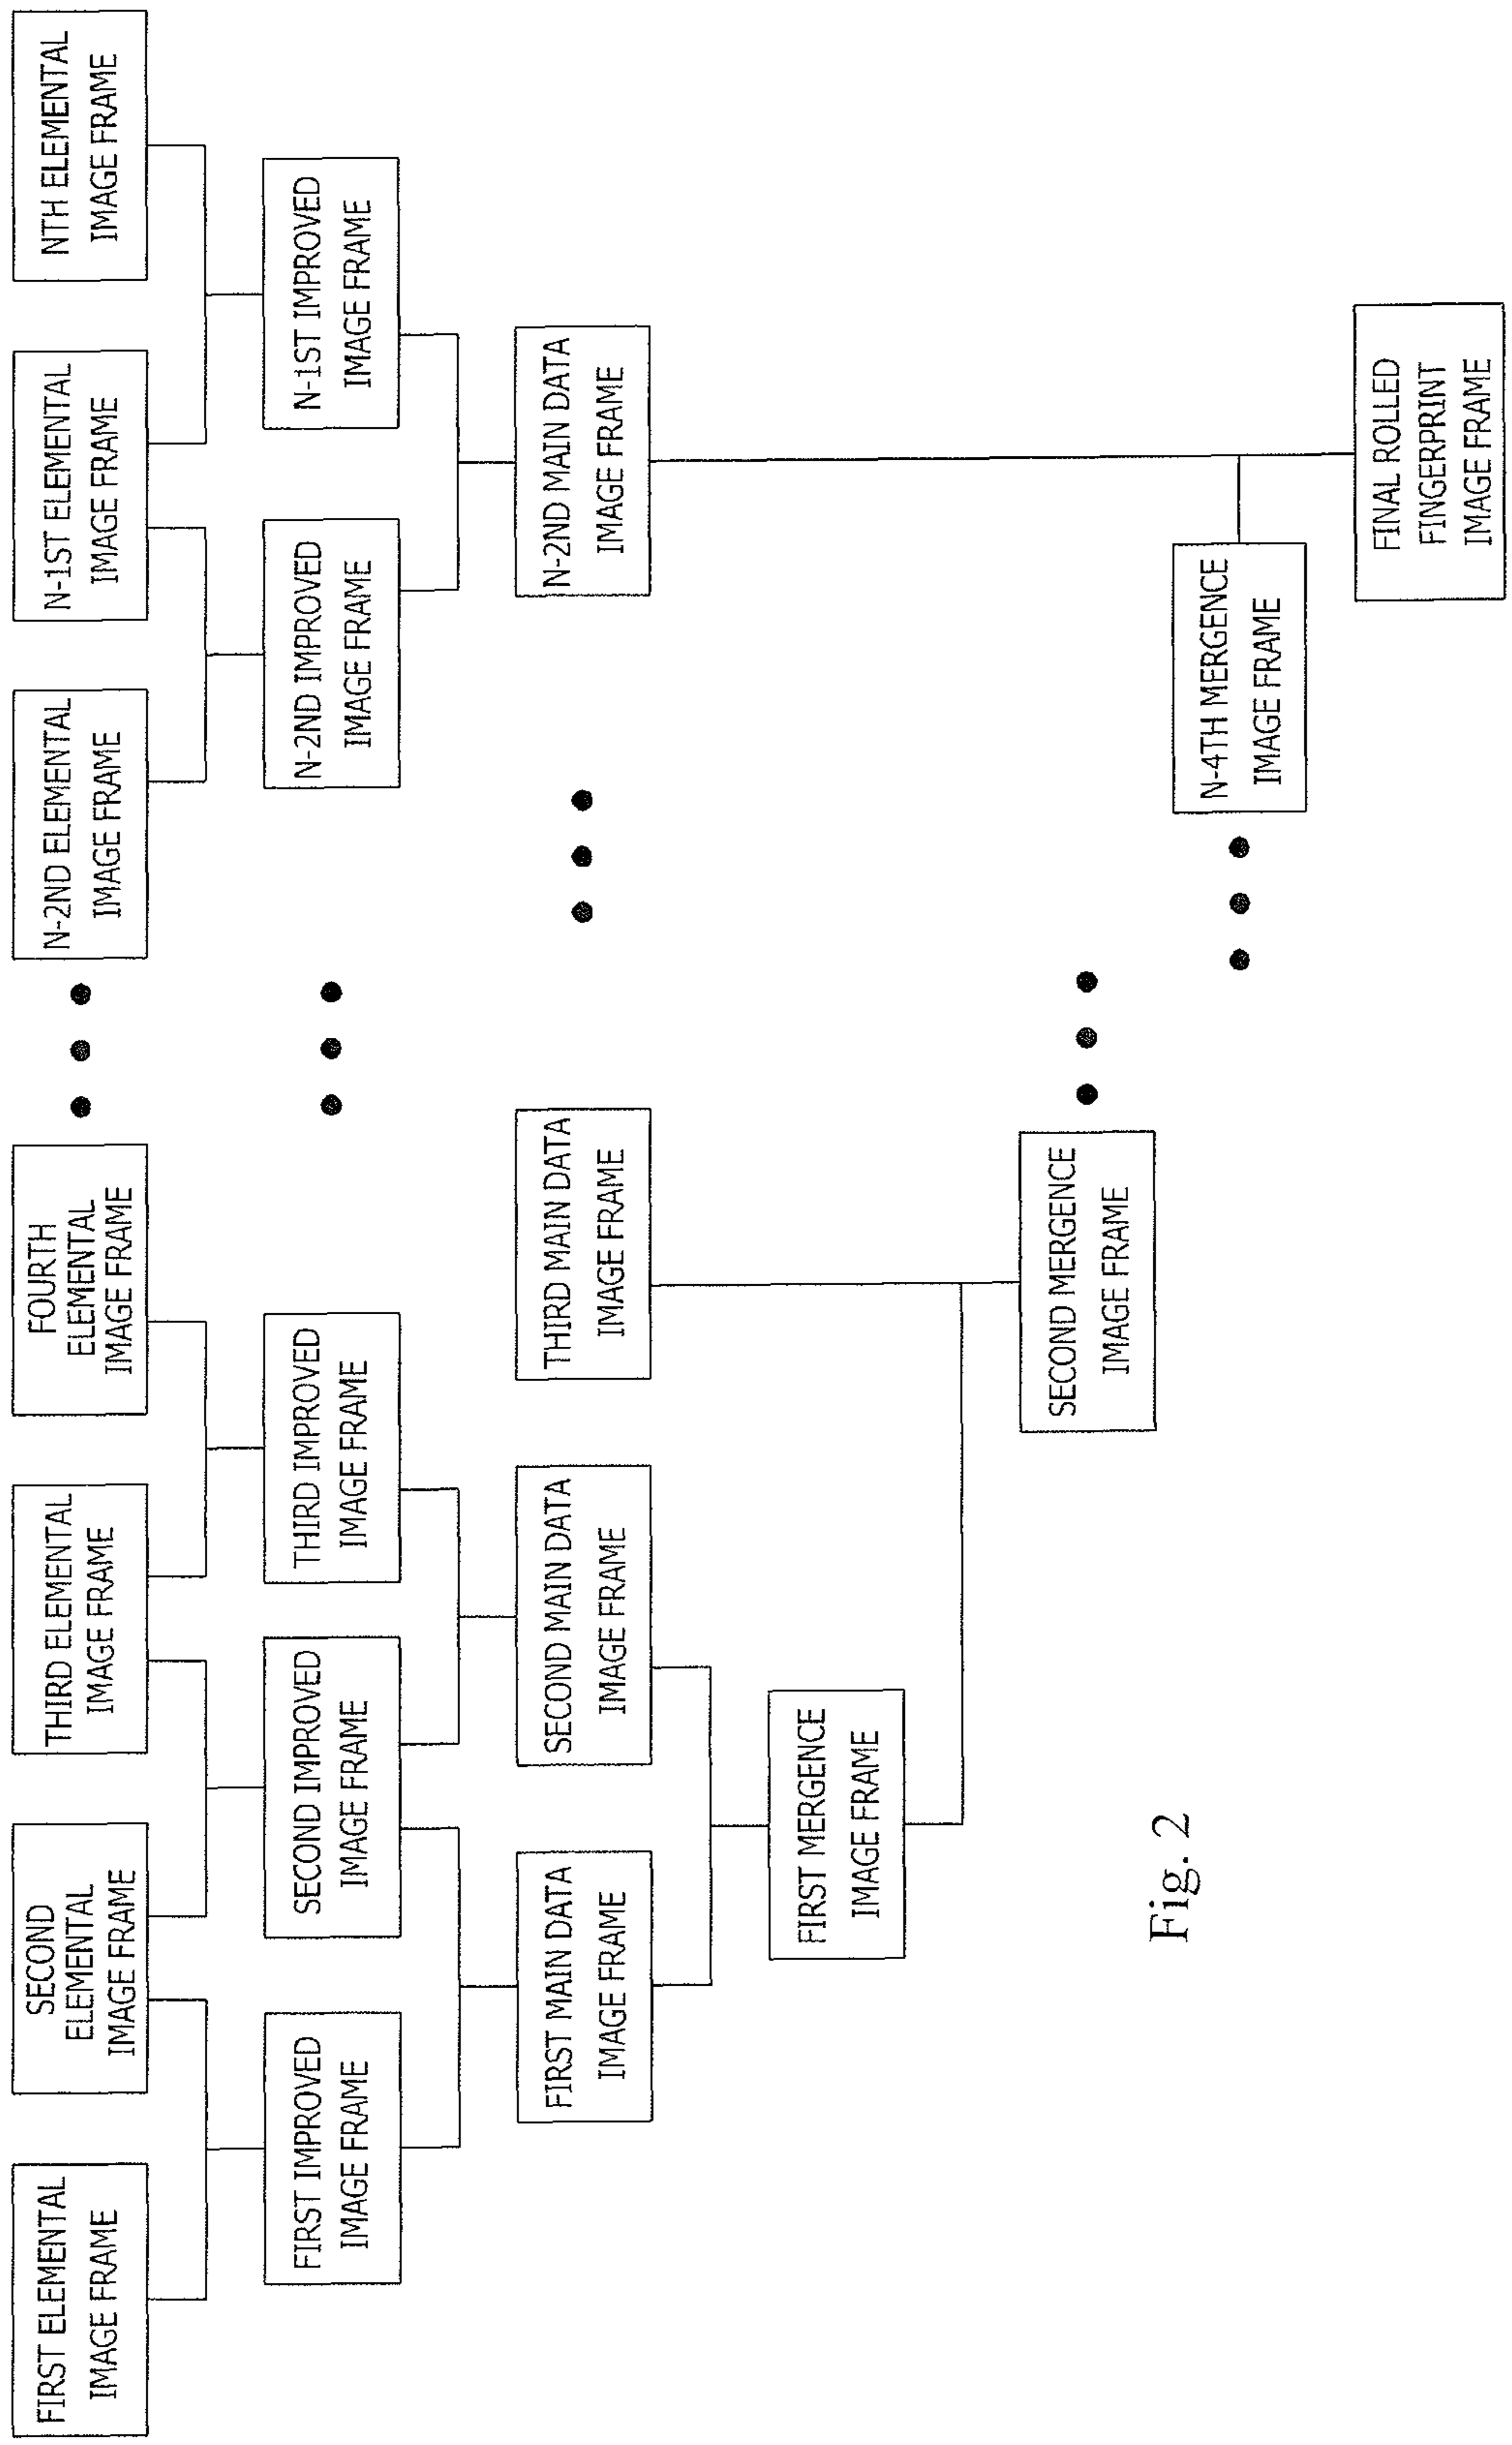 FIRST ELEMENTAL
IMAGE FRAME
SECOND
ELEMENTAL
IMAGE FRAME
THIRD ELEMENTAL
IMAGE FRAME
FOURTH
ELEMENTAL
IMAGE FRAME
N-2ND ELEMENTAL
IMAGE FRAME
N-1ST ELEMENTAL
IMAGE FRAME
NTH ELEMENTAL
IMAGE FRAME
FIRST IMPROVED
IMAGE FRAME
SECOND IMPROVED
IMAGE FRAME
THIRD IMPROVED
IMAGE FRAME
N-2ND IMPROVED
IMAGE FRAME
N-1ST IMPROVED
IMAGE FRAME
FIRST MAIN DATA
IMAGE FRAME
SECOND MAIN DATA
IMAGE FRAME
THIRD MAIN DATA
IMAGE FRAME
N-2ND MAIN DATA
IMAGE FRAME
FIRST MERGENCE
IMAGE FRAME
SECOND MERGENCE
IMAGE FRAME
N-4TH MERGENCE
IMAGE FRAME
FINAL ROLLED
FINGERPRINT
IMAGE FRAME
Fig. 2